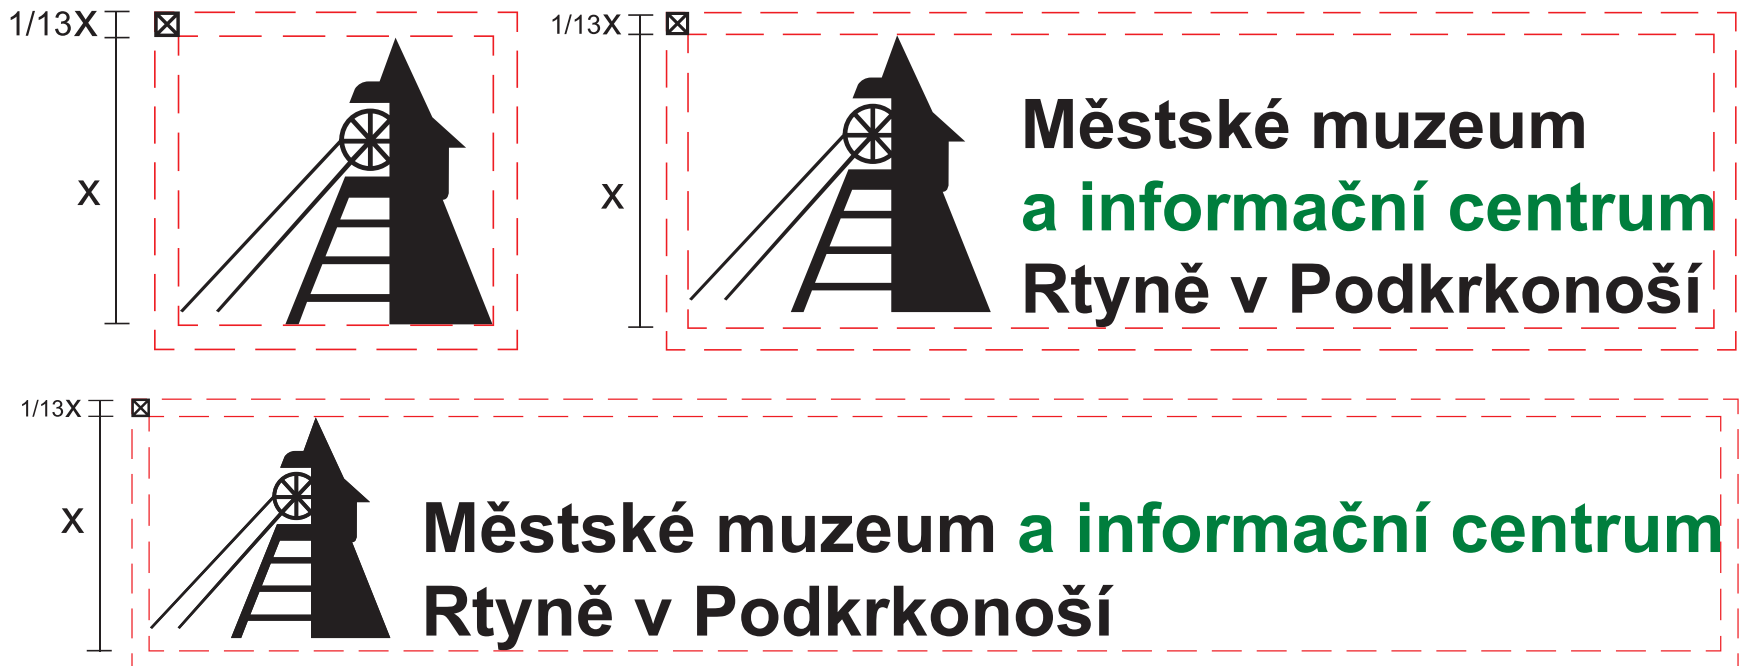 1/13X
X
1/13X
X
Městské muzeum
a informační centrum
Rtyně v Podkrkonoší
1/13X
X
Městské muzeum a informační centrum
Rtyně v Podkrkonoší